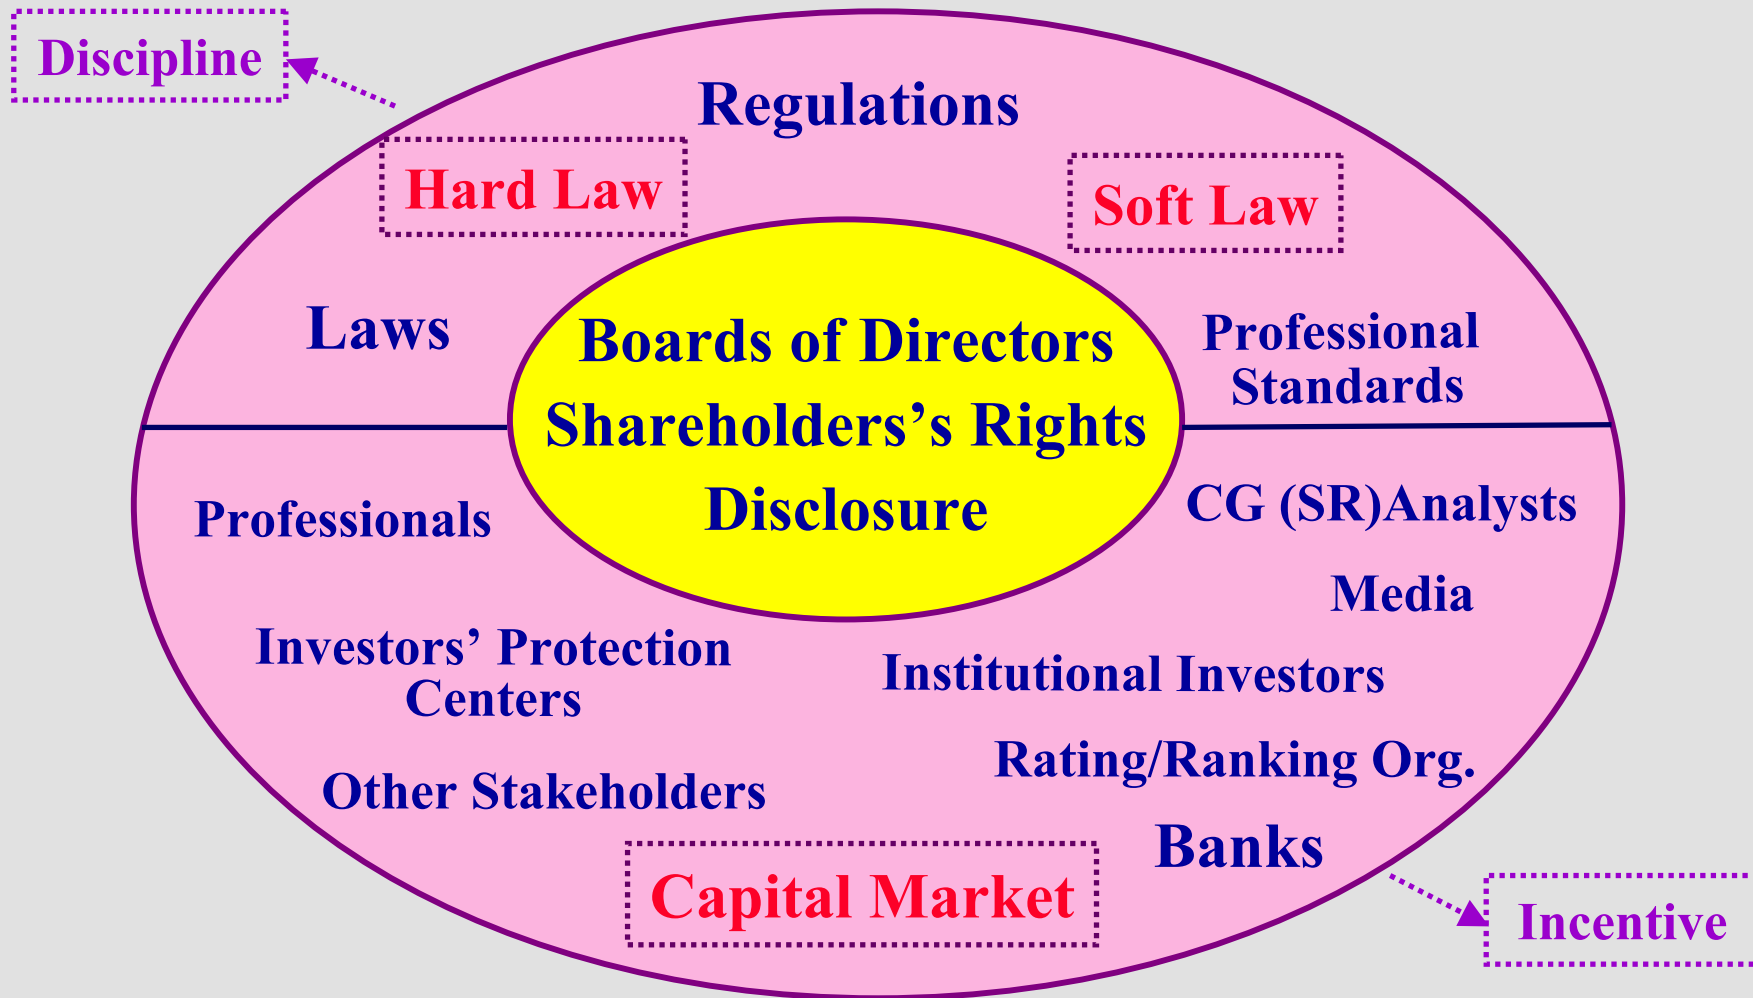 Discipline
Regulations
Hard Law
Soft Law
Laws
Boards of Directors
Shareholders’s Rights
Disclosure
Professional
Standards
Professionals
CG (SR)Analysts
Media
Investors’ Protection
Centers
Institutional Investors
Rating/Ranking Org.
Other Stakeholders
Banks
Capital Market
Incentive